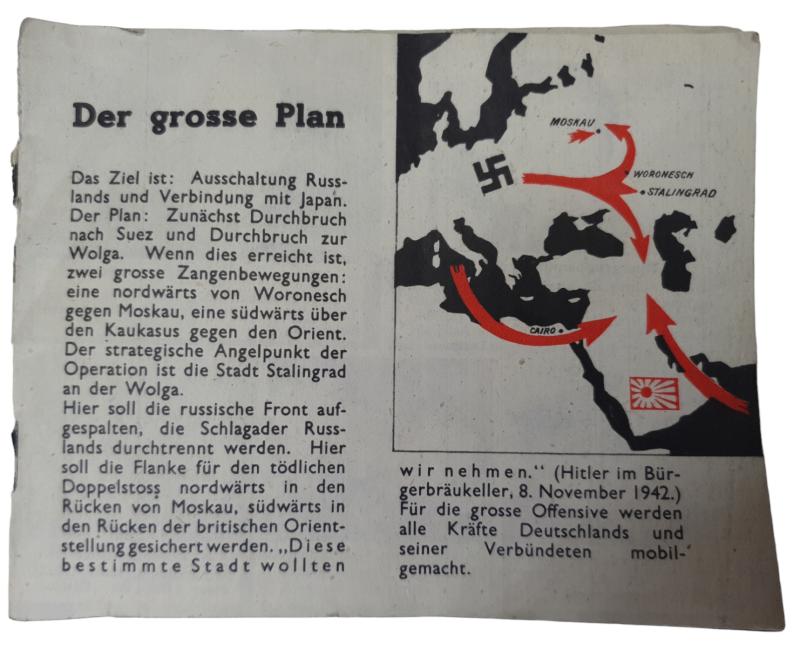 Der grosse Plan
Das Ziel ist: Ausschaltung Russ-
lands und Verbindung mit Japan.
Der Plan: Zunächst Durchbruch
nach Suez und Durchbruch zur
Wolga. Wenn dies erreicht ist,
zwei grosse Zangenbewegungen:
eine nordwärts von Woronesch
gegen Moskau, eine südwärts über
den Kaukasus gegen den Orient.
Der strategische Angelpunkt der
Operation ist die Stadt Stalingrad
an der Wolga.
Hier soll die russische Front auf-
gespalten, die Schlagader Russ-
lands durchtrennt werden. Hier
soll die Flanke für den tödlichen
Doppelstoss nordwärts in den
Rücken von Moskau, südwärts in
den Rücken der britischen Orient-
stellung gesichert werden. „Diese
bestimmte Stadt wollten
MOSKAU
WORONESCH
STALINGRAD
CAIRO
wir nehmen.“ (Hitler im Bür-
gerbräukeller, 8. November 1942.)
Für die grosse Offensive werden
alle Kräfte Deutschlands und
seiner Verbündeten mobil-
gemacht.